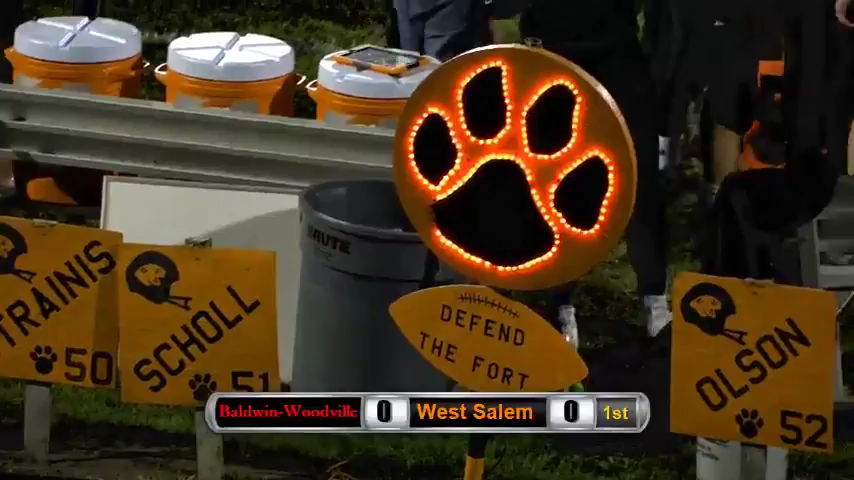 BRUTE
TRAINIS
50
SCHOLL
51
DEFEND
THE FORT
OLSON
52
Baldwin-Woodville 0 West Salem 0 1st